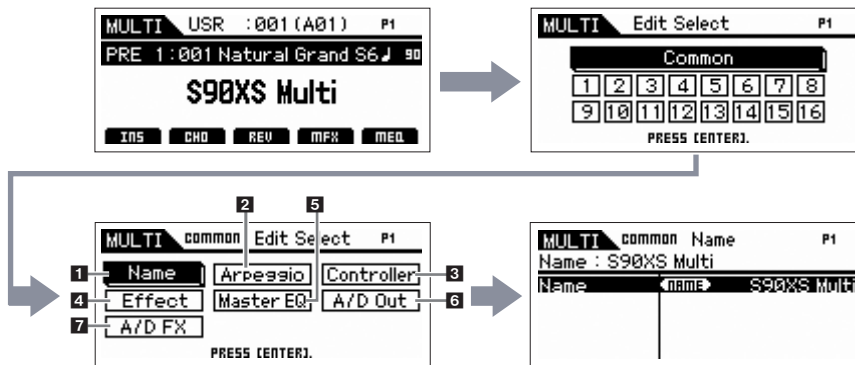 MULTI USR :001(A01) P1
PRE 1:001 Natural Grand S6♩ 90
S90XS Multi
INS CHO REV MFX MEQ
MULTI Edit Select P1
Common
1 2 3 4 5 6 7 8
9 10 11 12 13 14 15 16
PRESS [ENTER].
2 5
MULTI common Edit Select P1
1 Name Arpeggio Controller 3
4 Effect Master EQ A/D Out 6
7 A/D FX
PRESS [ENTER].
MULTI common Name P1
Name : S90XS Multi
Name NAME S90XS Multi